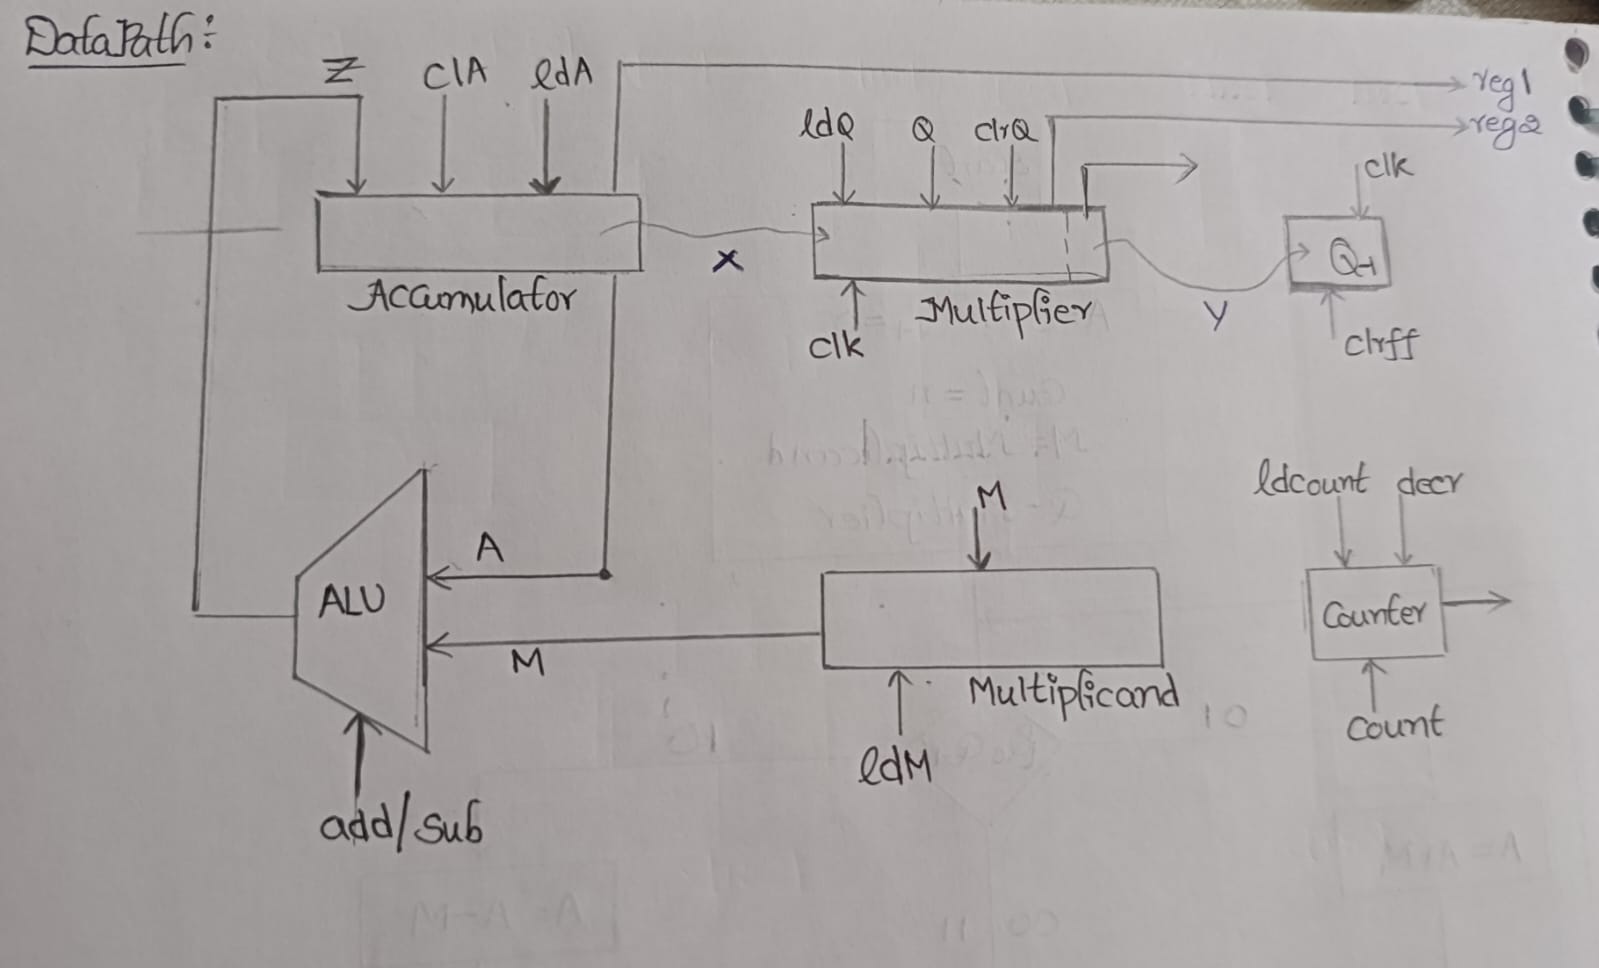 DataPath:
Z clA ldA
reg1
ldQ Q clrQ
reg2
clk
x
Q-1
Accumulator
Multiplier
y
clk
clrff
M
ldcount decr
A
ALU
Counter
M
Multiplicand
count
ldM
add/sub